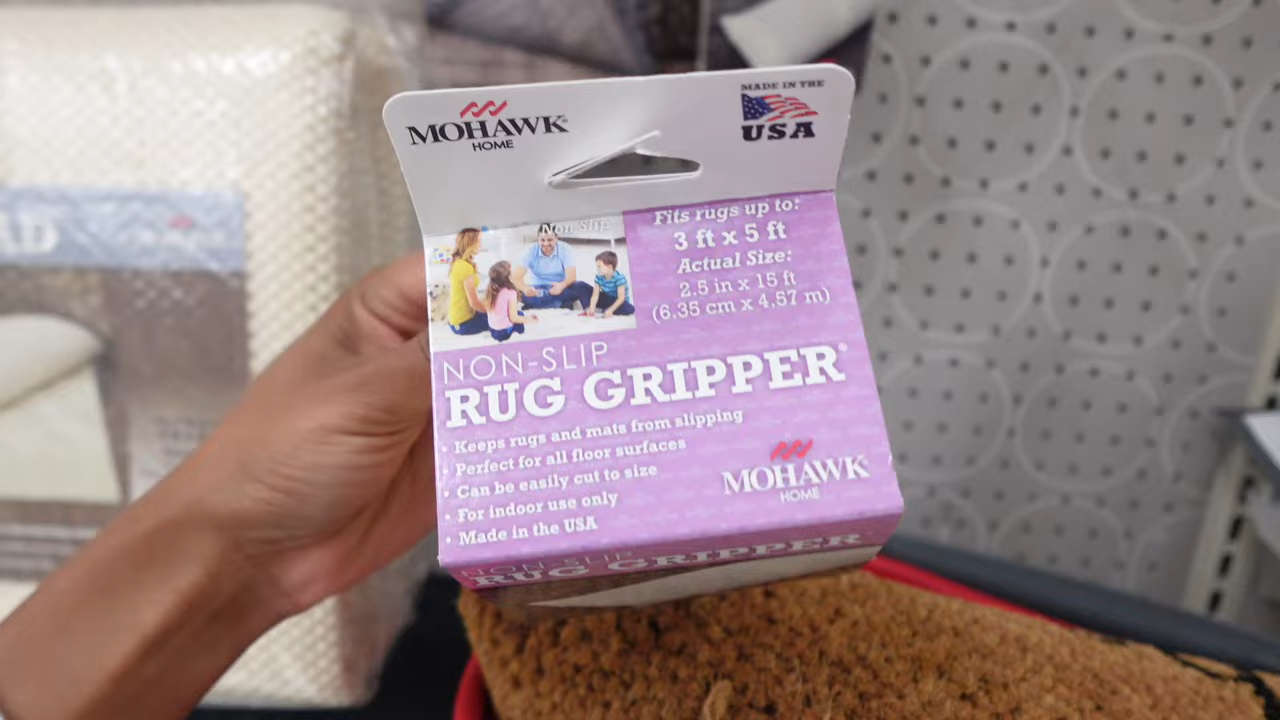 MOHAWK
HOME
MADE IN THE
USA
Non-Slip
Fits rugs up to:
3 ft x 5 ft
Actual Size:
2.5 in x 15 ft
(6.35 cm x 4.57 m)
NON-SLIP
RUG GRIPPER®
• Keeps rugs and mats from slipping
• Perfect for all floor surfaces
• Can be easily cut to size
• For indoor use only
• Made in the USA
MOHAWK
HOME
NON-SLIP
RUG GRIPPER
AD